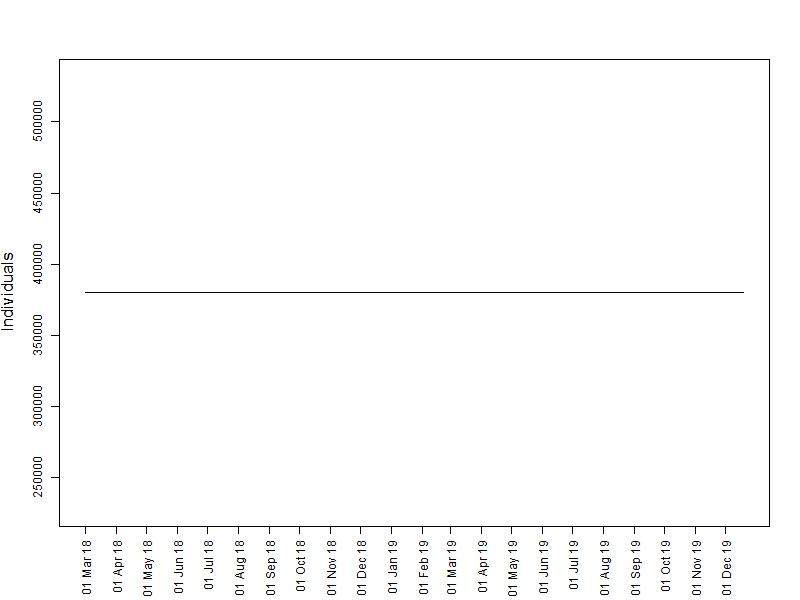 Individuals
500000
450000
400000
350000
300000
250000
01 Mar 18
01 Apr 18
01 May 18
01 Jun 18
01 Jul 18
01 Aug 18
01 Sep 18
01 Oct 18
01 Nov 18
01 Dec 18
01 Jan 19
01 Feb 19
01 Mar 19
01 Apr 19
01 May 19
01 Jun 19
01 Jul 19
01 Aug 19
01 Sep 19
01 Oct 19
01 Nov 19
01 Dec 19